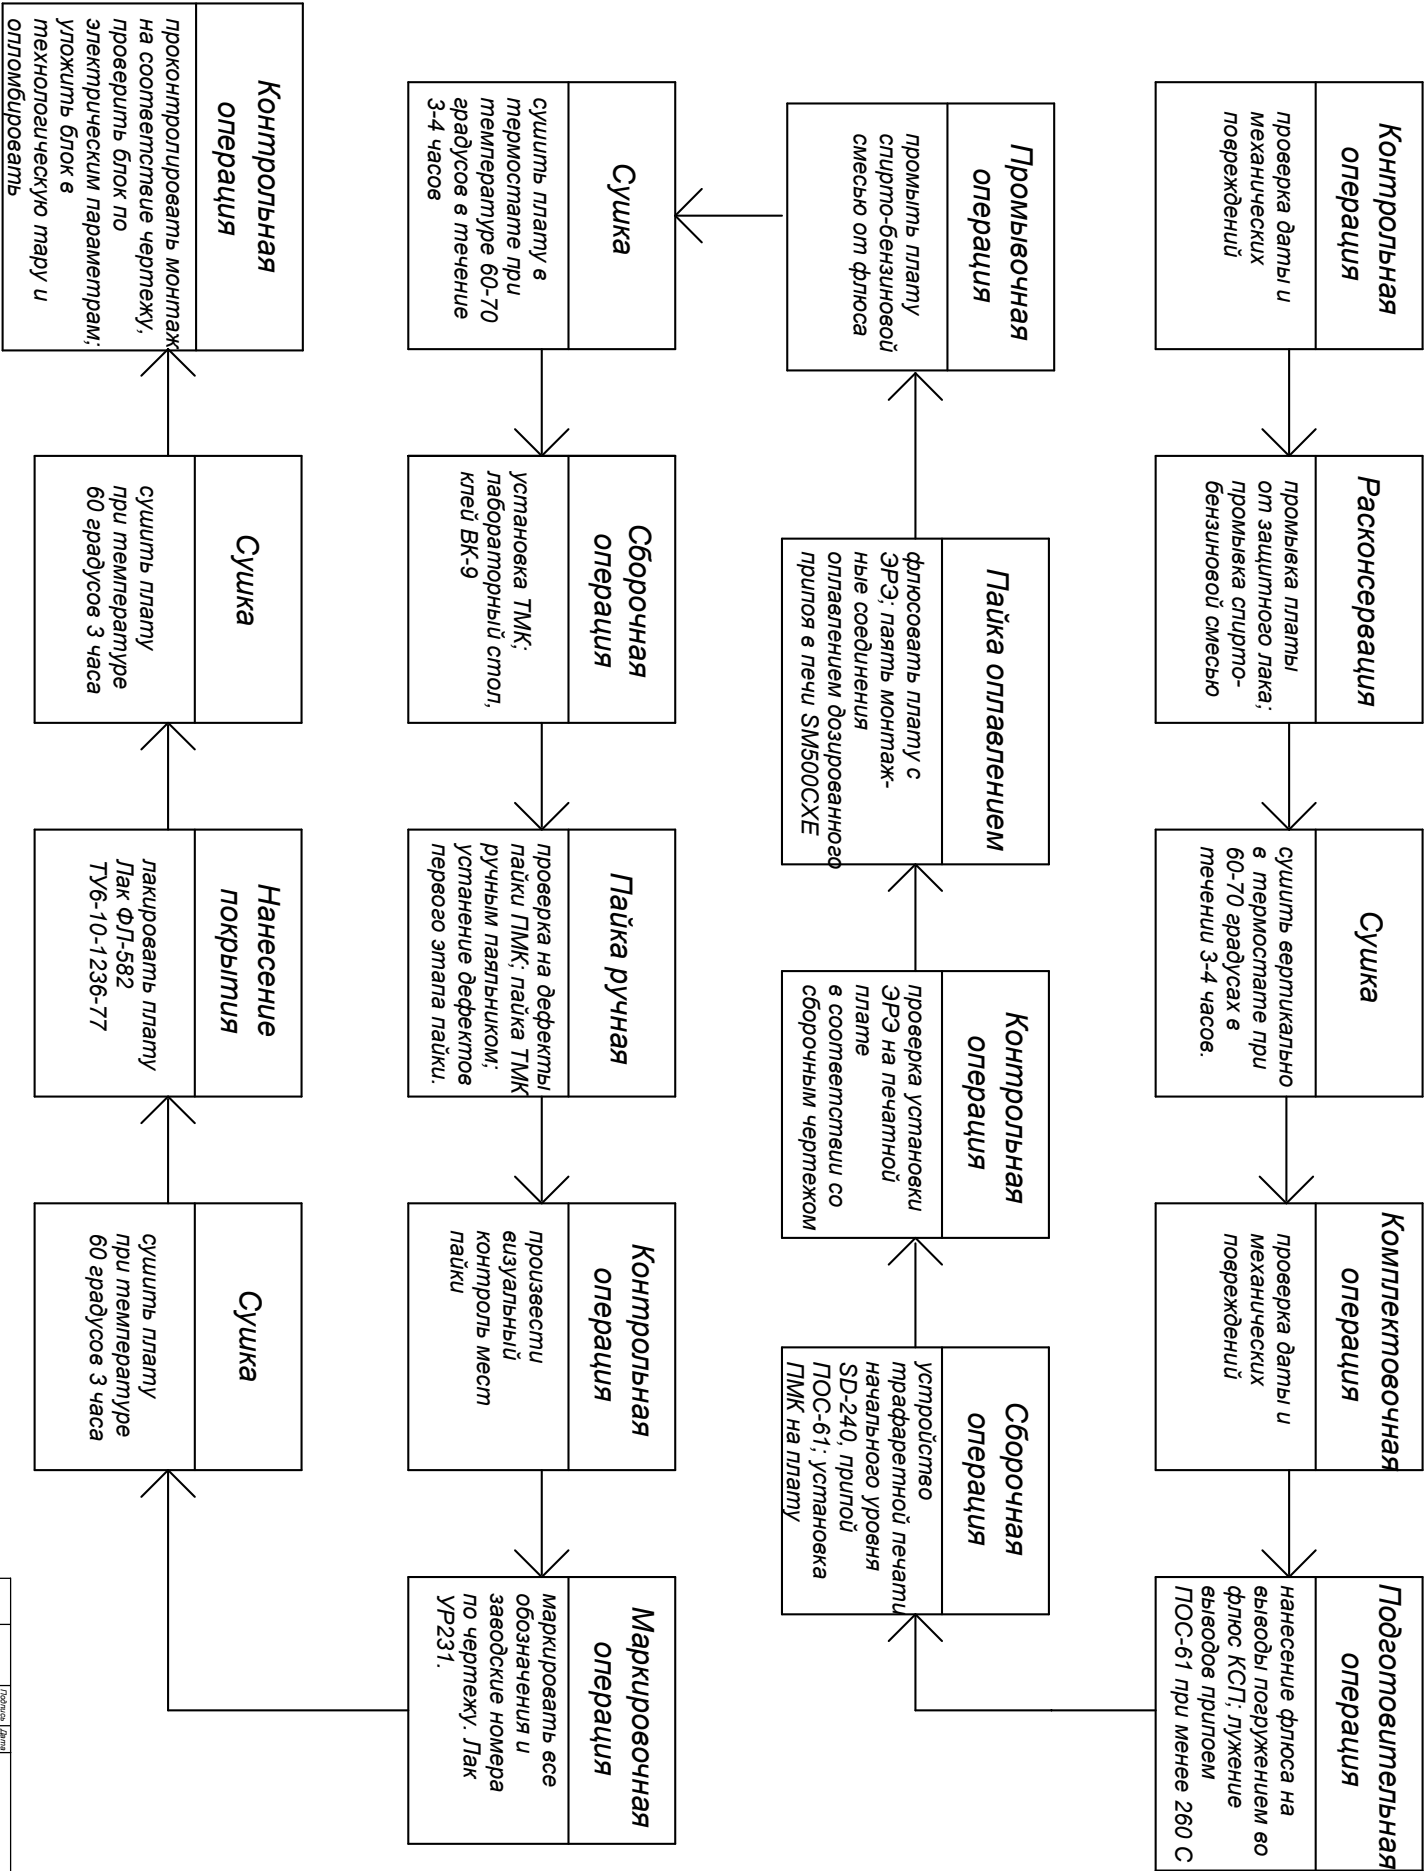 Контрольная
операция
проверка даты и
механических
повреждений
Расконсервация
промывка платы
от защитного лака;
промывка спирто-
бензиновой смесью
Сушка
сушить вертикально
в термостате при
60-70 градусах в
течении 3-4 часов.
Комплектовочная
операция
проверка даты и
механических
повреждений
Подготовительная
операция
нанесение флюса на
выводы погружением во
флюс КСП; лужение
выводов припоем
ПОС-61 при менее 260 С
Сборочная
операция
устройство
трафаретной печати
начального уровня
SD-240, припой
ПОС-61; установка
ПМК на плату
Контрольная
операция
проверка установки
ЭРЭ на печатной
плате
в соответствии со
сборочным чертежом
Пайка оплавлением
флюсовать плату с
ЭРЭ; паять монтаж-
ные соединения
оплавлением дозированного
припоя в печи SM500CXE
Промывочная
операция
промыть плату
спирто-бензиновой
смесью от флюса
Сушка
сушить плату в
термостате при
температуре 60-70
градусов в течение
3-4 часов
Сборочная
операция
установка ТМК;
лабораторный стол,
клей ВК-9
Пайка ручная
проверка на дефекты
пайки ПМК; пайка ТМК
ручным паяльником;
устанение дефектов
первого этапа пайки.
Контрольная
операция
произвести
визуальный
контроль мест
пайки
Маркировочная
операция
маркировать все
обозначения и
заводские номера
по чертежу. Лак
УР231.
Сушка
сушить плату
при температуре
60 градусов 3 часа
Нанесение
покрытия
лакировать плату
Лак ФЛ-582
ТУ6-10-1236-77
Сушка
сушить плату
при температуре
60 градусов 3 часа
Контрольная
операция
проконтролировать монтаж
на соответствие чертежу,
проверить блок по
электрическим параметрам;
уложить блок в
технологическую тару и
опломбировать
Подпись Дата